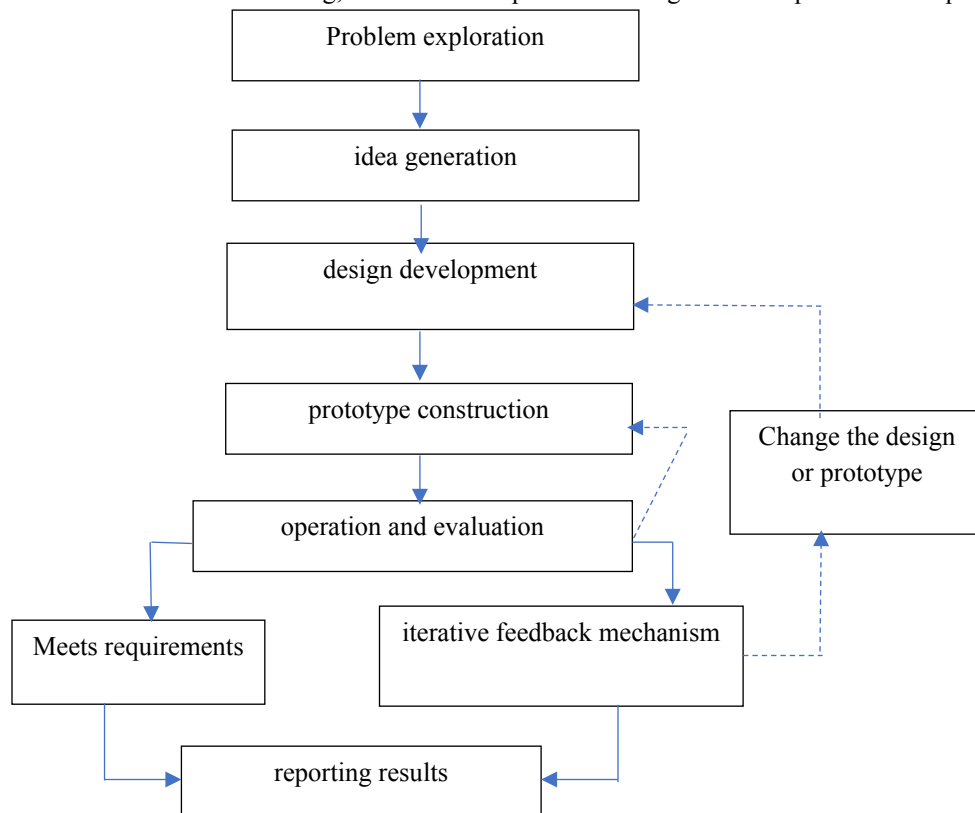 Problem exploration
idea generation
design development
prototype construction
Change the design
or prototype
operation and evaluation
Meets requirements
iterative feedback mechanism
reporting results